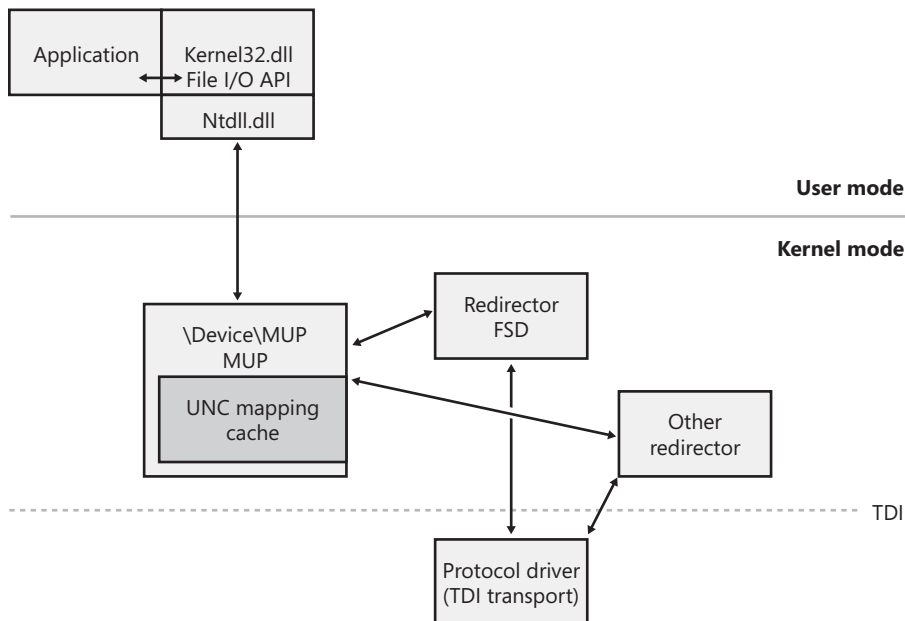 Application
Kernel32.dll
File I/O API
Ntdll.dll
User mode
Kernel mode
\Device\MUP
MUP
UNC mapping
cache
Redirector
FSD
Other
redirector
TDI
Protocol driver
(TDI transport)